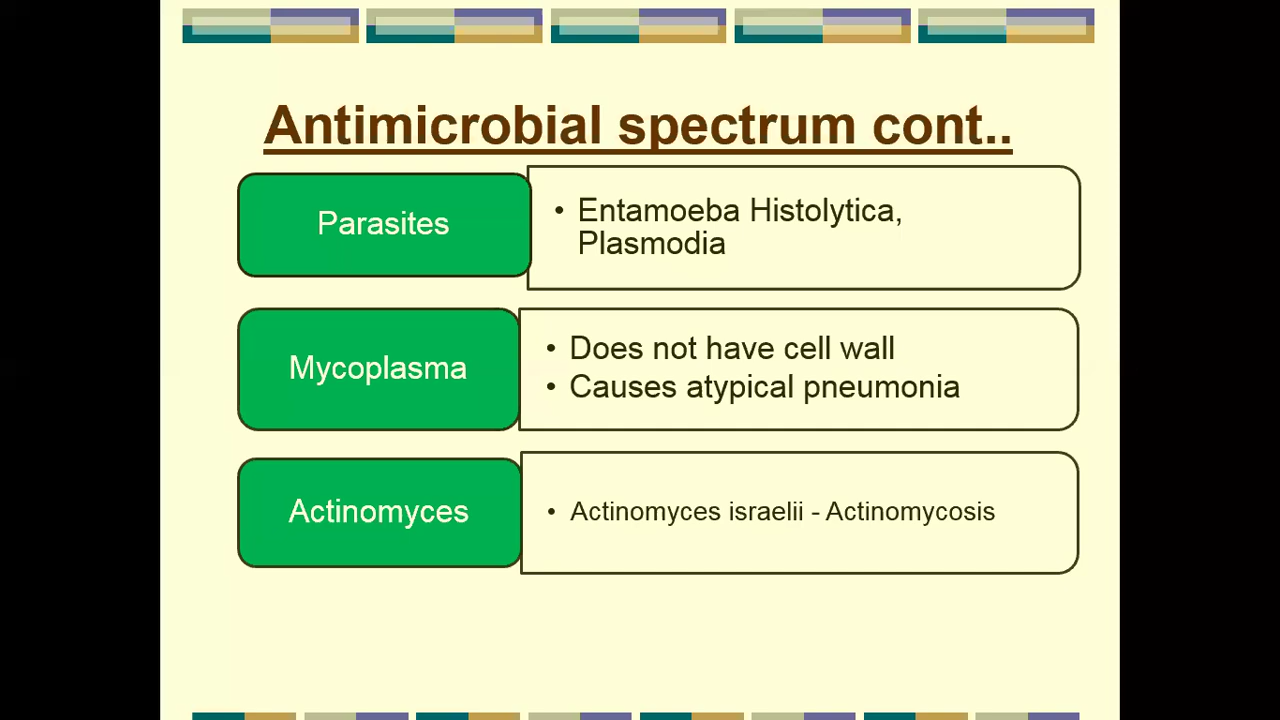 Antimicrobial spectrum cont..
Parasites
• Entamoeba Histolytica,
Plasmodia
Mycoplasma
• Does not have cell wall
• Causes atypical pneumonia
Actinomyces
• Actinomyces israelii - Actinomycosis